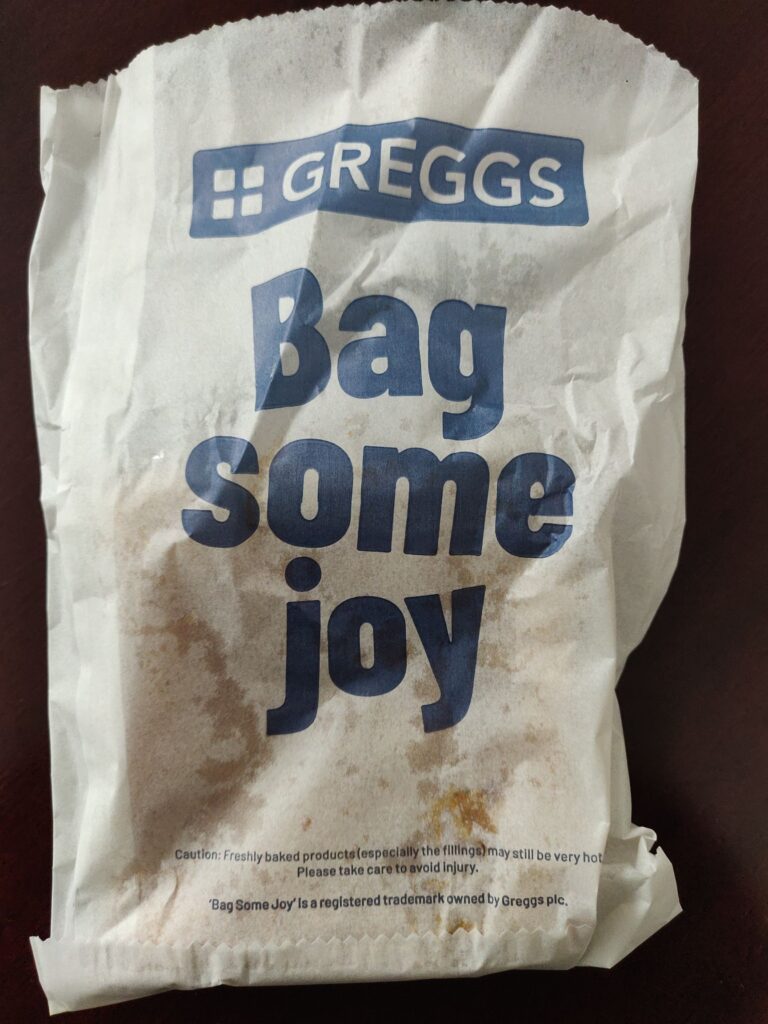 GREGGS
Bag
some
joy
Caution: Freshly baked products (especially the fillings) may still be very hot
Please take care to avoid injury.
'Bag Some Joy' is a registered trademark owned by Greggs plc.